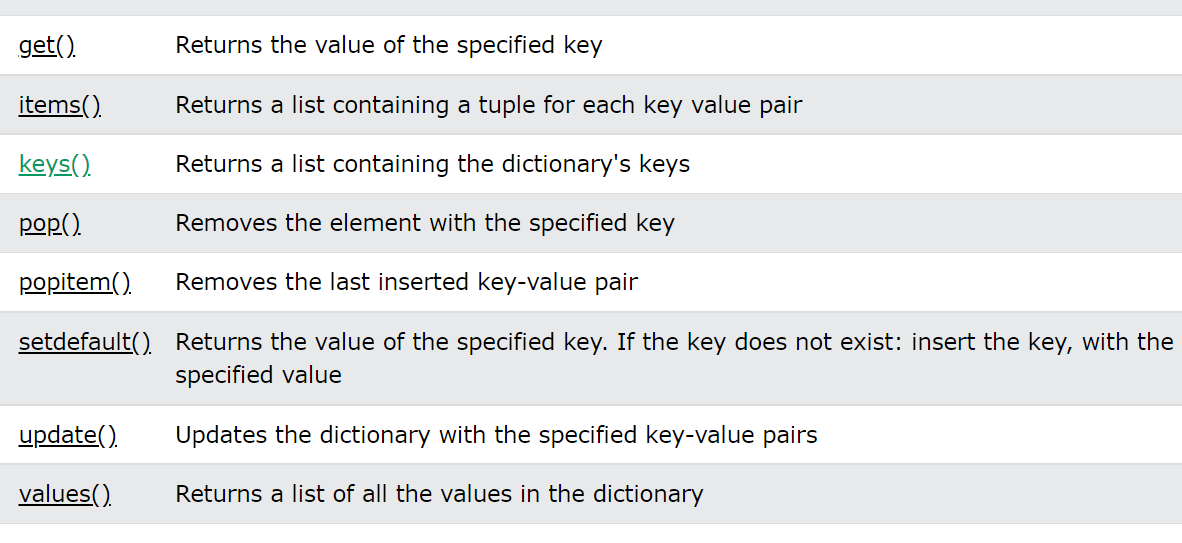 get() Returns the value of the specified key
items() Returns a list containing a tuple for each key value pair
keys() Returns a list containing the dictionary's keys
pop() Removes the element with the specified key
popitem() Removes the last inserted key-value pair
setdefault() Returns the value of the specified key. If the key does not exist: insert the key, with the
specified value
update() Updates the dictionary with the specified key-value pairs
values() Returns a list of all the values in the dictionary